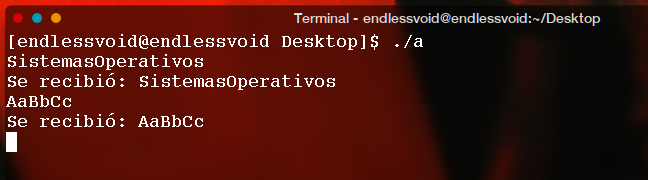 Terminal - endlessvoid@endlessvoid:~/Desktop
[endlessvoid@endlessvoid Desktop]$ ./a
SistemasOperativos
Se recibió: SistemasOperativos
AaBbCc
Se recibió: AaBbCc